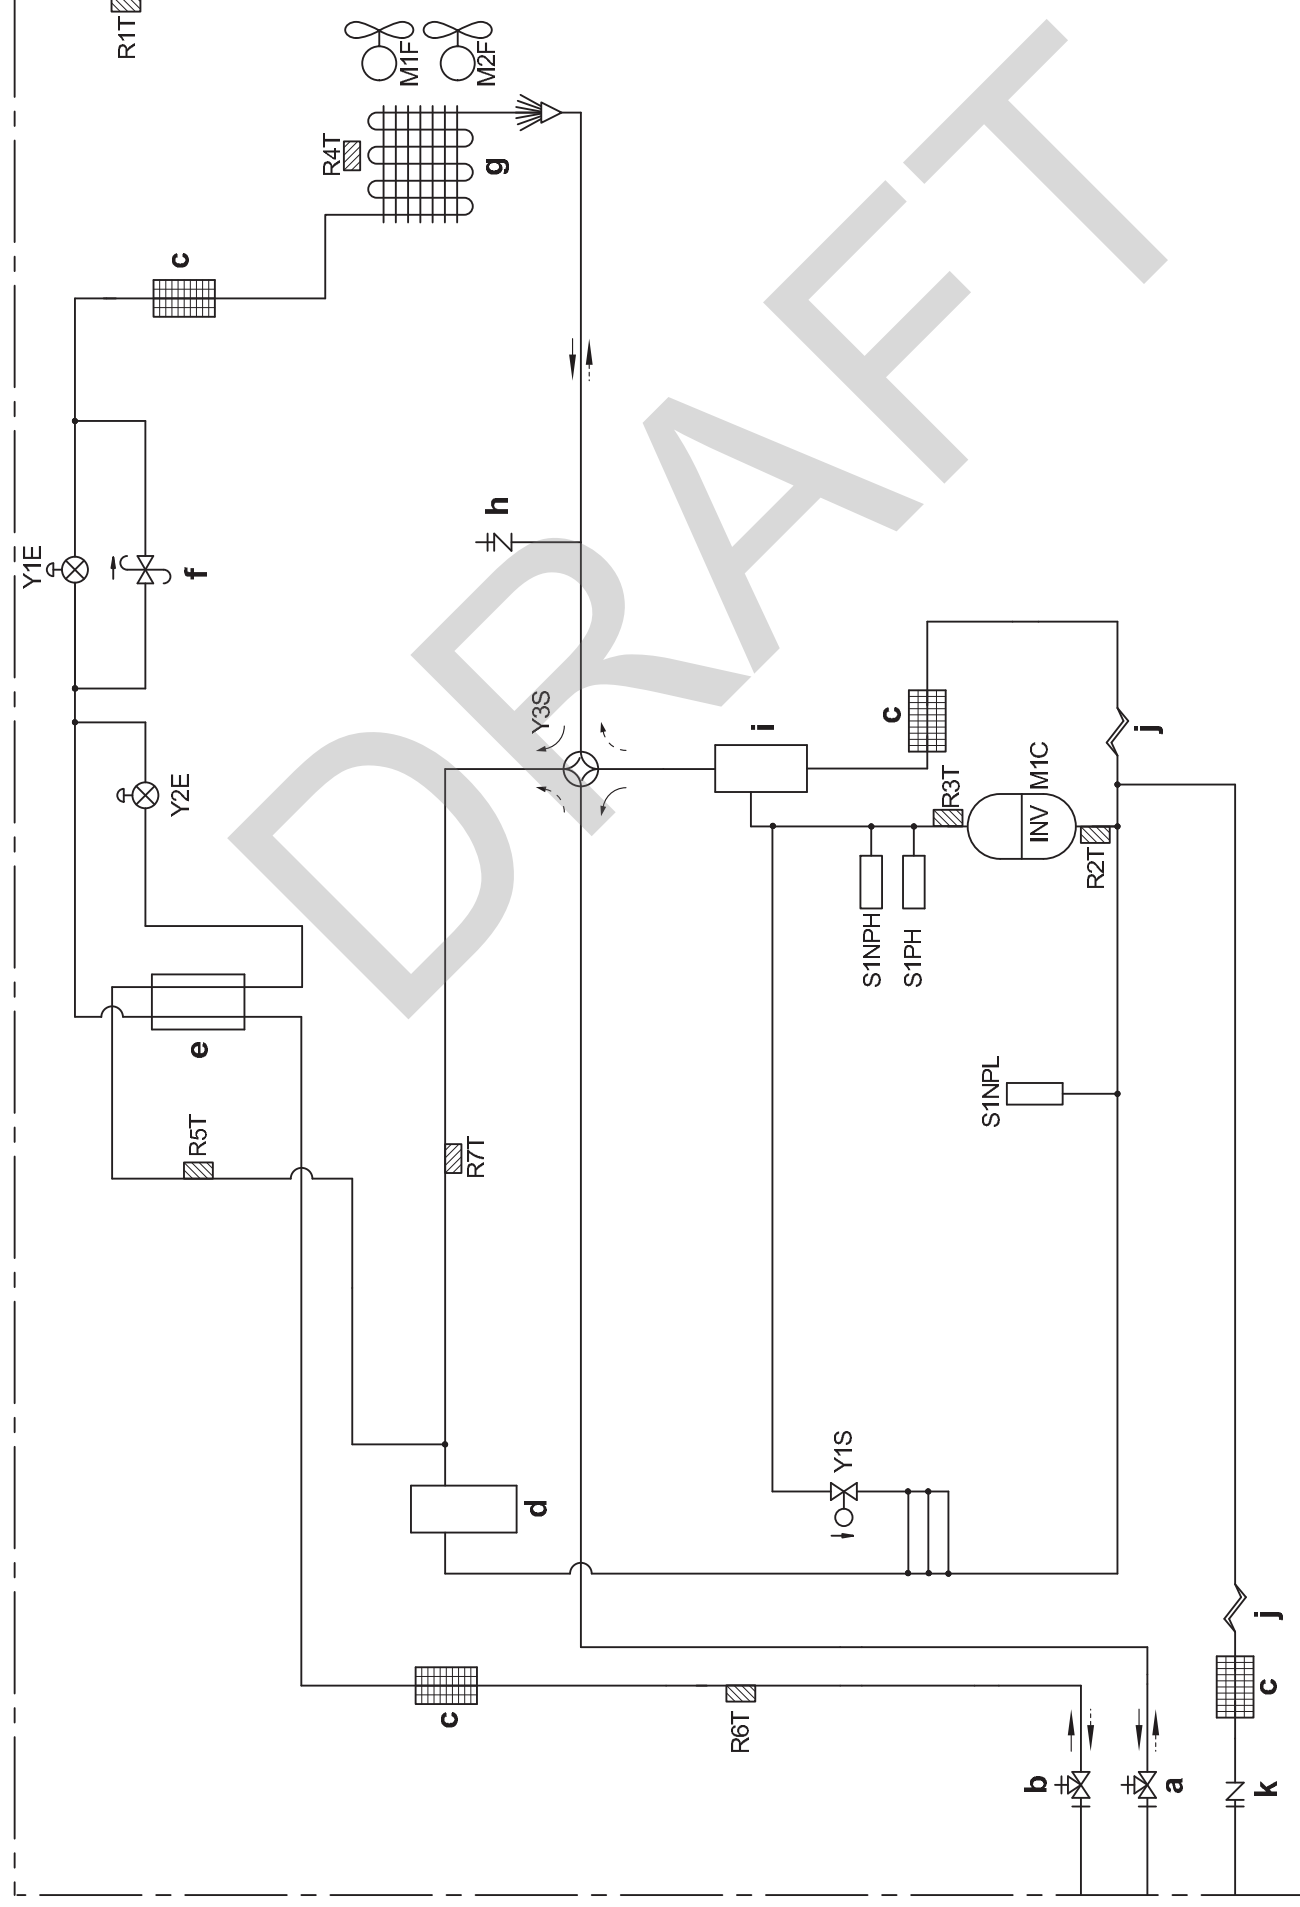 R1T
M1F
M2F
R4T
g
c
Y1E
f
h
Y3S
Y2E
i
c
j
R3T
INV
M1C
R2T
S1NPH
S1PH
e
S1NPL
R5T
R7T
Y1S
d
c
R6T
j
c
b
a
k
DRAFT